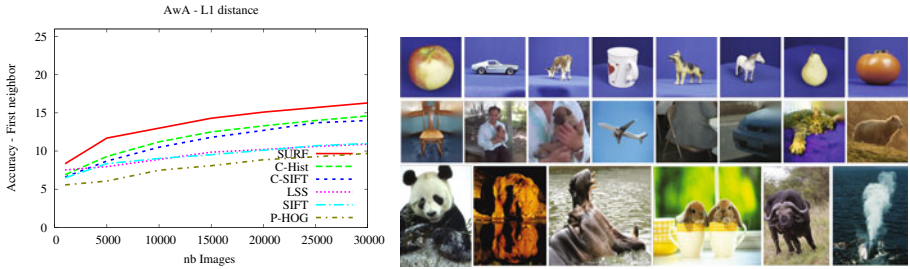 AwA - L1 distance
25
20
15
10
5
0
Accuracy - First neighbor
SURF
C-Hist
C-SIFT
LSS
SIFT
P-HOG
0 5000 10000 15000 20000 25000 30000
nb Images